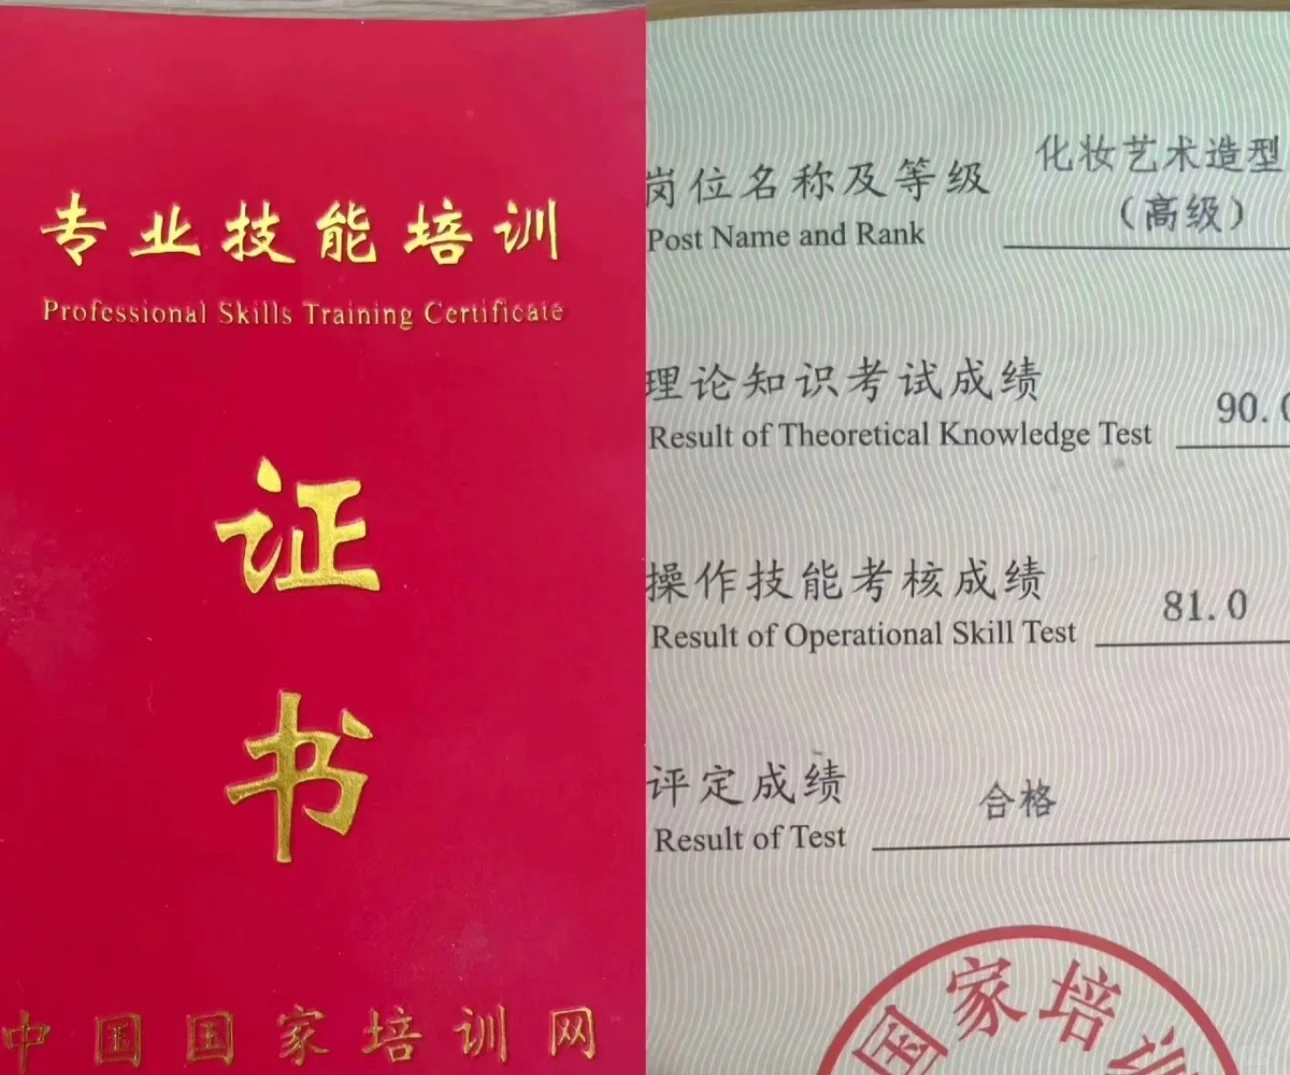 专业技能培训
Professional Skills Training Certificate
证
书
中国国家培训网
岗位名称及等级
Post Name and Rank
化妆艺术造型
（高级）
理论知识考试成绩
Result of Theoretical Knowledge Test
90.0
操作技能考核成绩
Result of Operational Skill Test
81.0
评定成绩
Result of Test
合格
国家培训